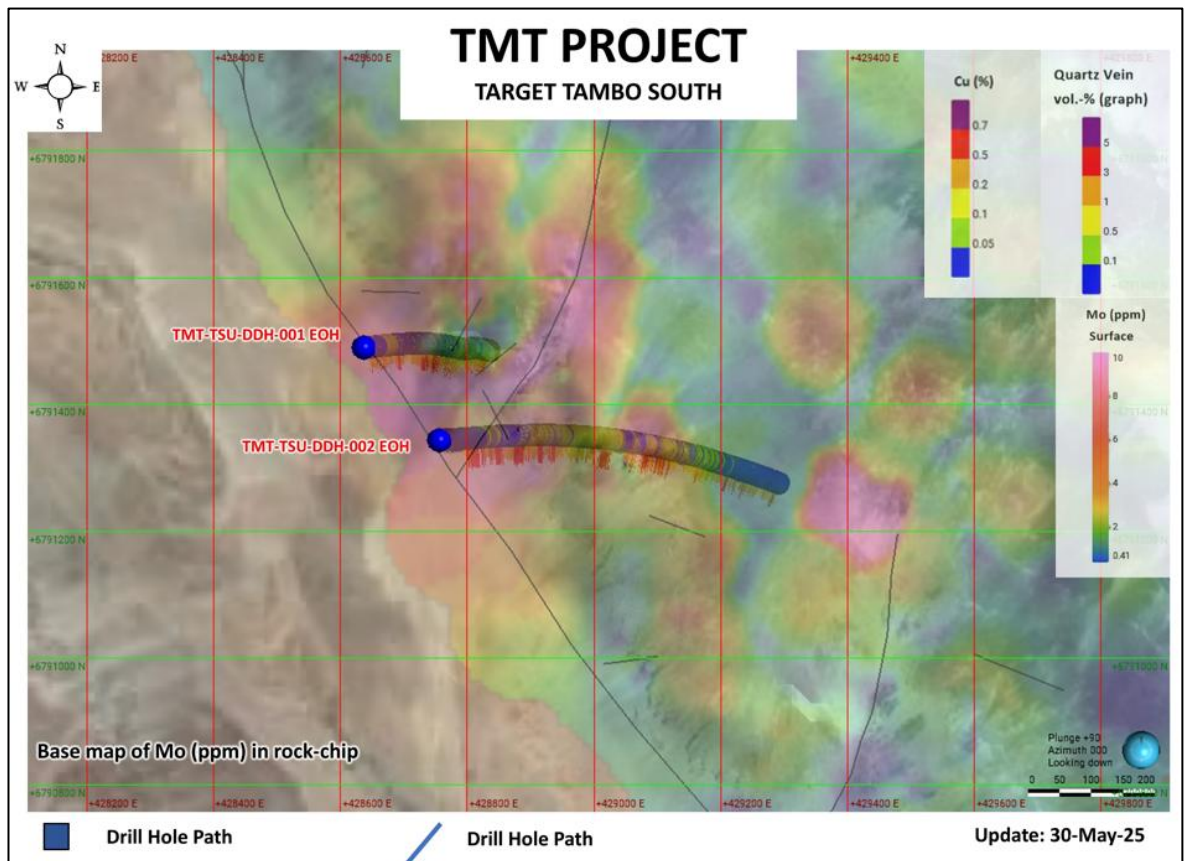 TMT PROJECT
TARGET TAMBO SOUTH
N
W E
S
+428400 E
+428600 E
+429400 E
Cu (%)
0.7
0.5
0.2
0.1
0.05
Quartz Vein
vol.-% (graph)
5
3
1
0.5
0.1
Mo (ppm)
Surface
10
8
6
4
2
0.41
+6791800 N
+6791600 N
TMT-TSU-DDH-001 EOH
+6791400 N
+6791400 N
TMT-TSU-DDH-002 EOH
+6791200 N
+6791000 N
+6791000 N
Base map of Mo (ppm) in rock-chip
Plunge +90
Azimuth 000
Looking down
0 50 100 150 200
+6790800 N
+428200 E
+428400 E
+428600 E
+428800 E
+429000 E
+429200 E
+429400 E
+429600 E
+429800 E
Drill Hole Path
Drill Hole Path
Update: 30-May-25